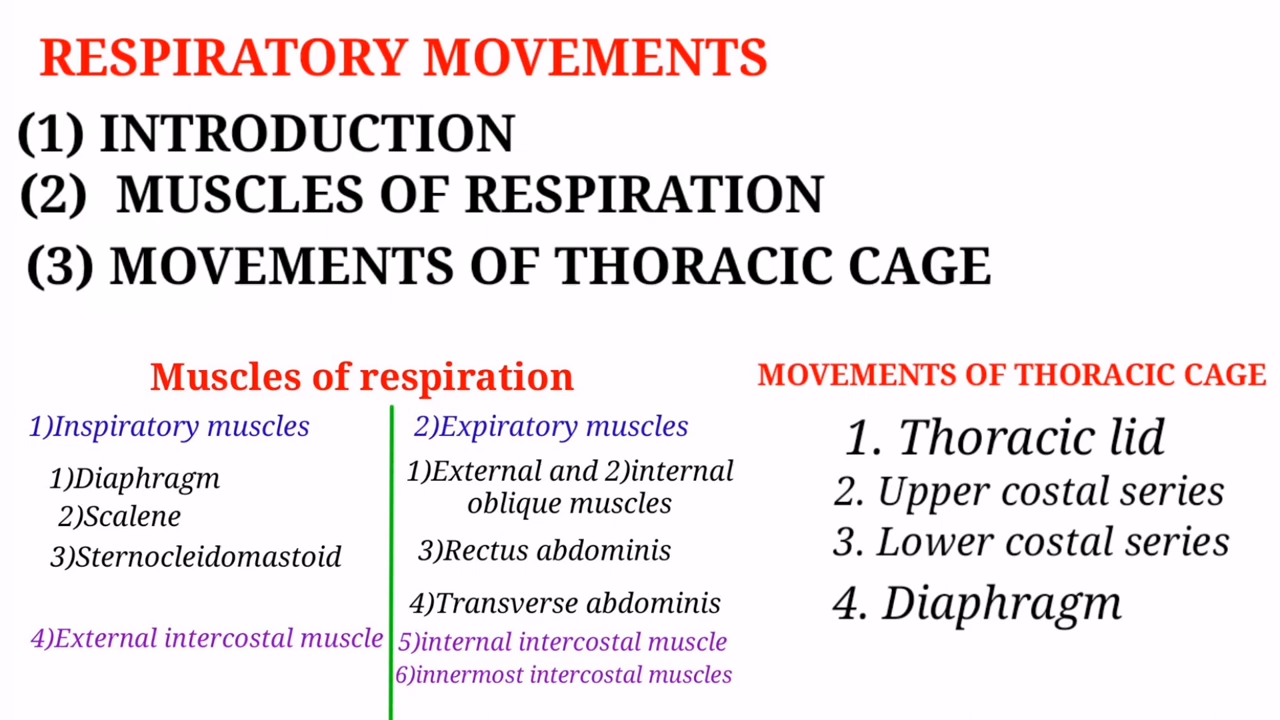 RESPIRATORY MOVEMENTS
(1) INTRODUCTION
(2) MUSCLES OF RESPIRATION
(3) MOVEMENTS OF THORACIC CAGE
Muscles of respiration
1)Inspiratory muscles
1)Diaphragm
2)Scalene
3)Sternocleidomastoid
4)External intercostal muscle
2)Expiratory muscles
1)External and 2)internal
oblique muscles
3)Rectus abdominis
4)Transverse abdominis
5)internal intercostal muscle
6)innermost intercostal muscles
MOVEMENTS OF THORACIC CAGE
1. Thoracic lid
2. Upper costal series
3. Lower costal series
4. Diaphragm